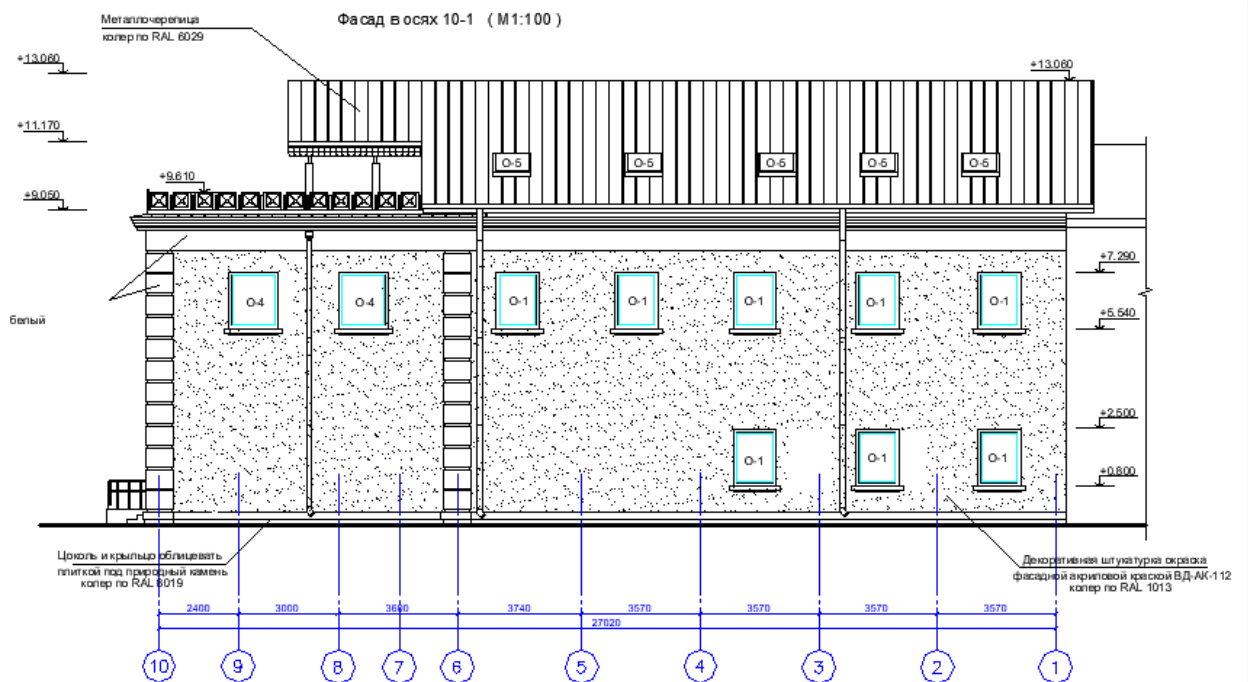 Фасад в осях 10-1 ( М1:100 )
Металлочерепица
колер по RAL 6029
+13.060
+13.060
+11.170
+9.610
+9.050
О-5 О-5 О-5 О-5 О-5
+7.290
О-4 О-4 О-1 О-1 О-1 О-1 О-1
белый
+5.540
+2.500
О-1 О-1 О-1
+0.800
Цоколь и крыльцо облицевать
плиткой под природный камень
колер по RAL 8019
Декоративная штукатурка окраска
фасадной акриловой краской ВД-АК-112
колер по RAL 1013
2400 3000 3600 3740 3570 3570 3570 3570
27020
10 9 8 7 6 5 4 3 2 1